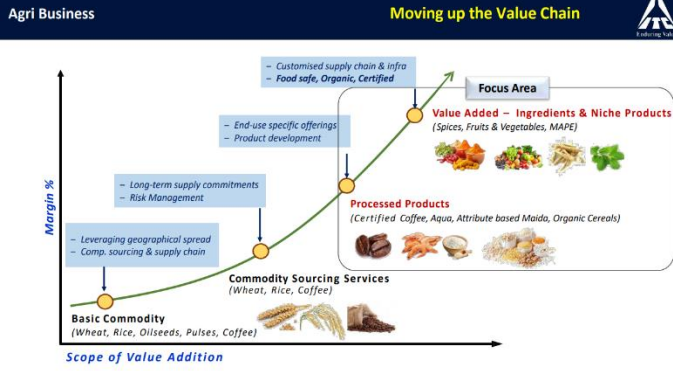 Agri Business
Moving up the Value Chain
ITC
Enduring Value
– Customised supply chain & infra
– Food safe, Organic, Certified
Focus Area
Value Added – Ingredients & Niche Products
(Spices, Fruits & Vegetables, MAPE)
– End-use specific offerings
– Product development
– Long-term supply commitments
– Risk Management
Processed Products
(Certified Coffee, Aqua, Attribute based Maida, Organic Cereals)
Margin %
– Leveraging geographical spread
– Comp. sourcing & supply chain
Commodity Sourcing Services
(Wheat, Rice, Coffee)
Basic Commodity
(Wheat, Rice, Oilseeds, Pulses, Coffee)
Scope of Value Addition